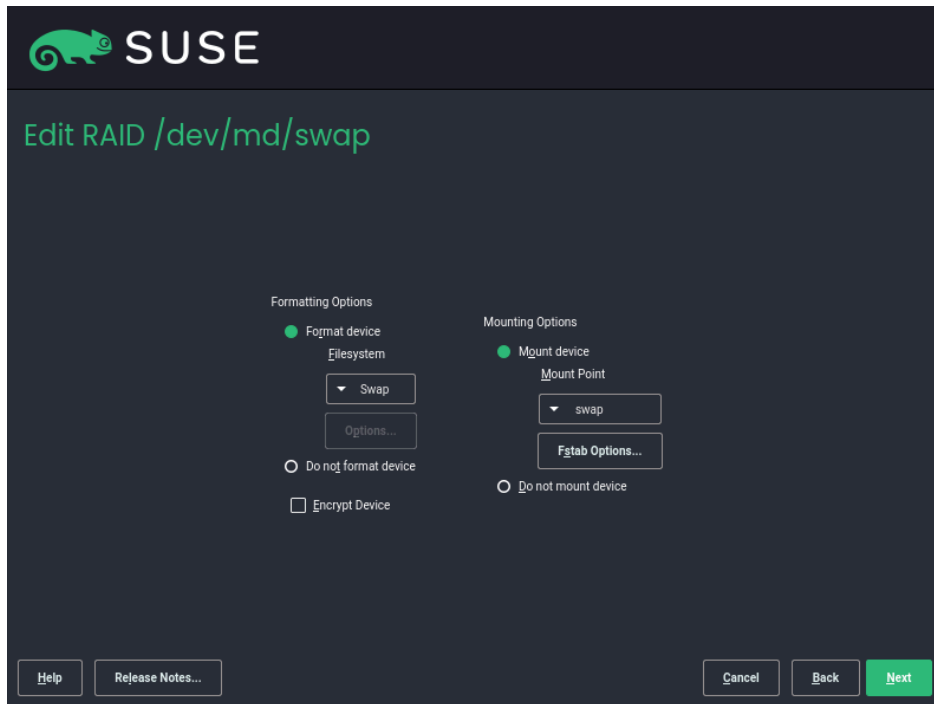 SUSE
Edit RAID /dev/md/swap
Formatting Options
Format device
Filesystem
Swap
Options...
Do not format device
Encrypt Device
Mounting Options
Mount device
Mount Point
swap
Fstab Options...
Do not mount device
Help
Release Notes...
Cancel
Back
Next